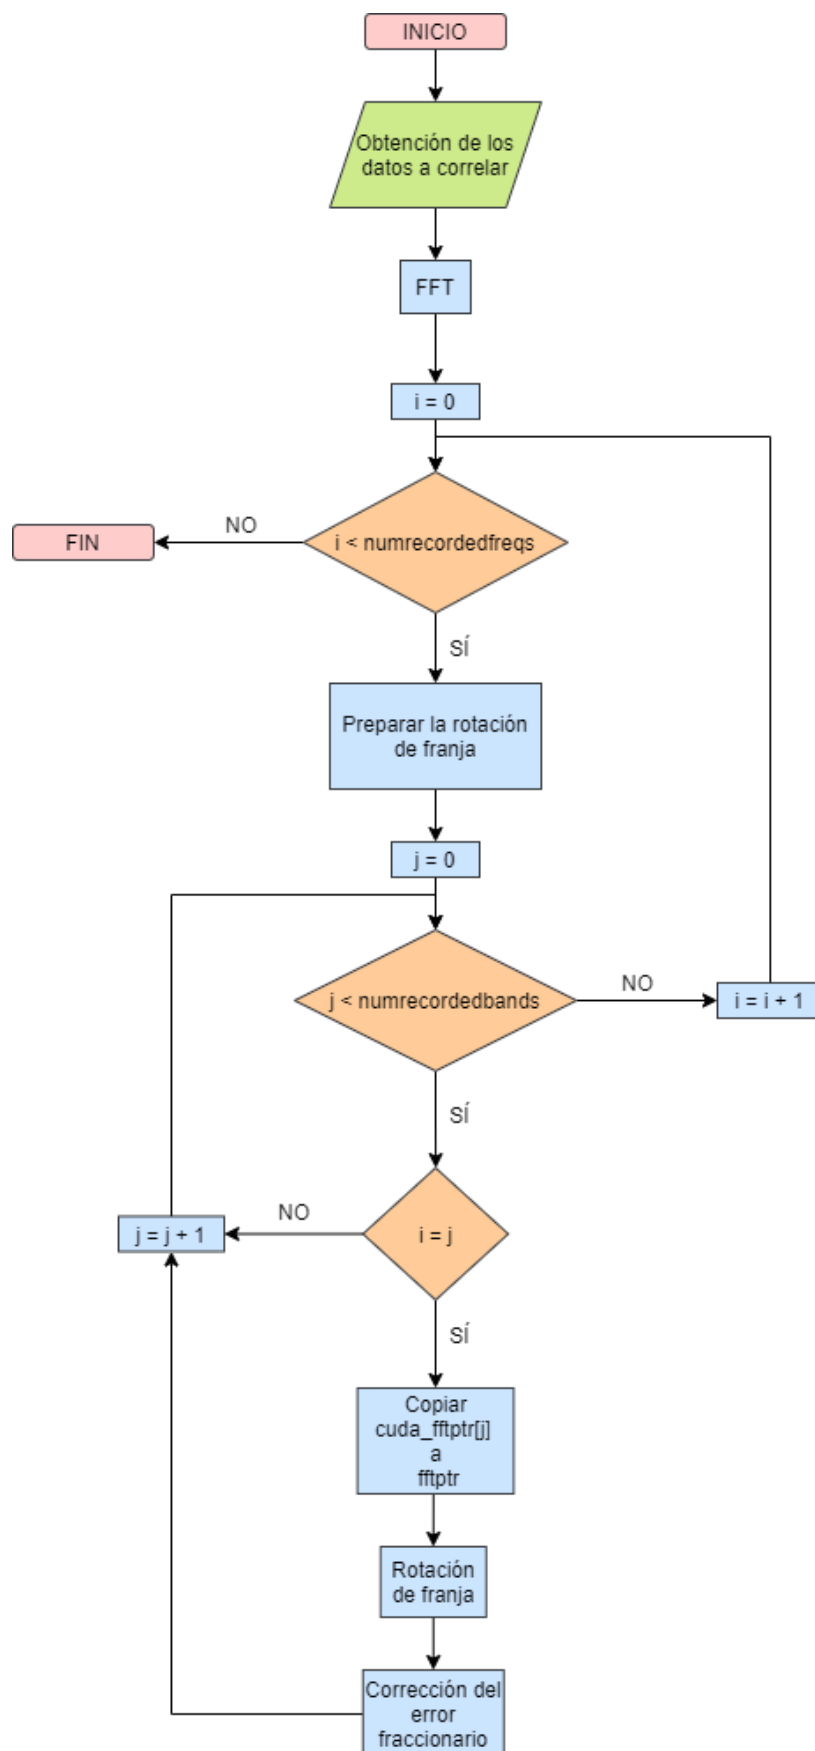 INICIO
Obtención de los
datos a correlar
FFT
i = 0
i < numrecordedfreqs
NO
FIN
SÍ
Preparar la rotación
de franja
j = 0
j < numrecordedbands
NO
i = i + 1
SÍ
i = j
NO
j = j + 1
SÍ
Copiar
cuda_fftptr[j]
a
fftptr
Rotación
de franja
Corrección del
error
fraccionario